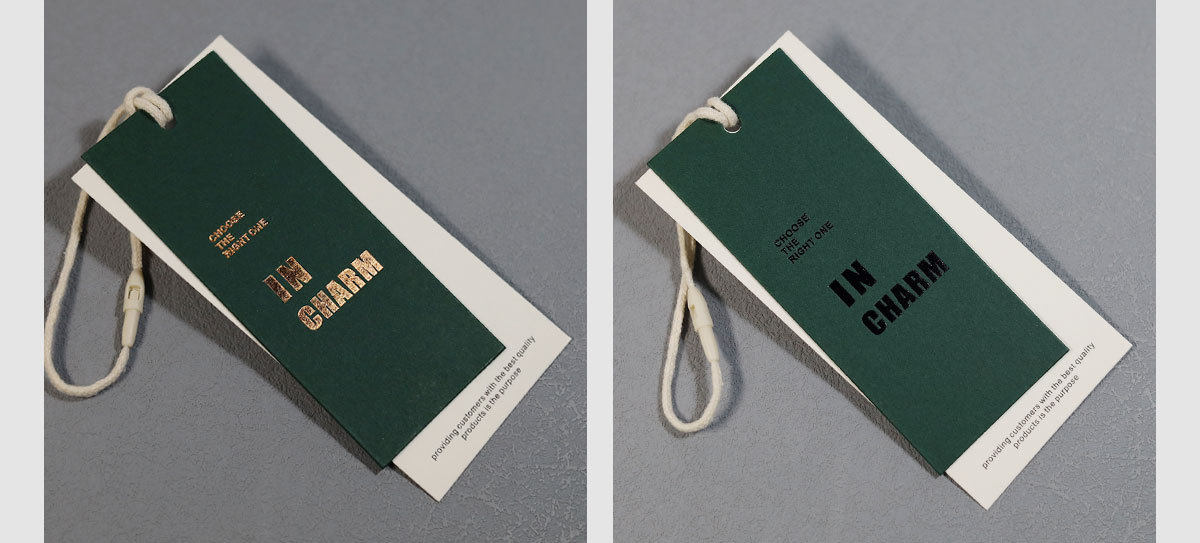 CHOOSE
THE
RIGHT ONE
IN
CHARM
providing customers with the best quality
products is the purpose
CHOOSE
THE
RIGHT ONE
IN
CHARM
providing customers with the best quality
products is the purpose